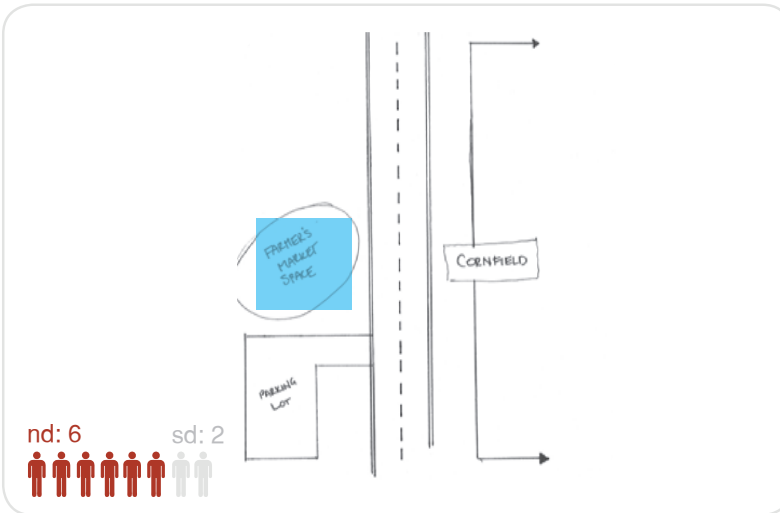 FARMER'S
MARKET
SPACE
CORNFIELD
PARKING
LOT
nd: 6
sd: 2